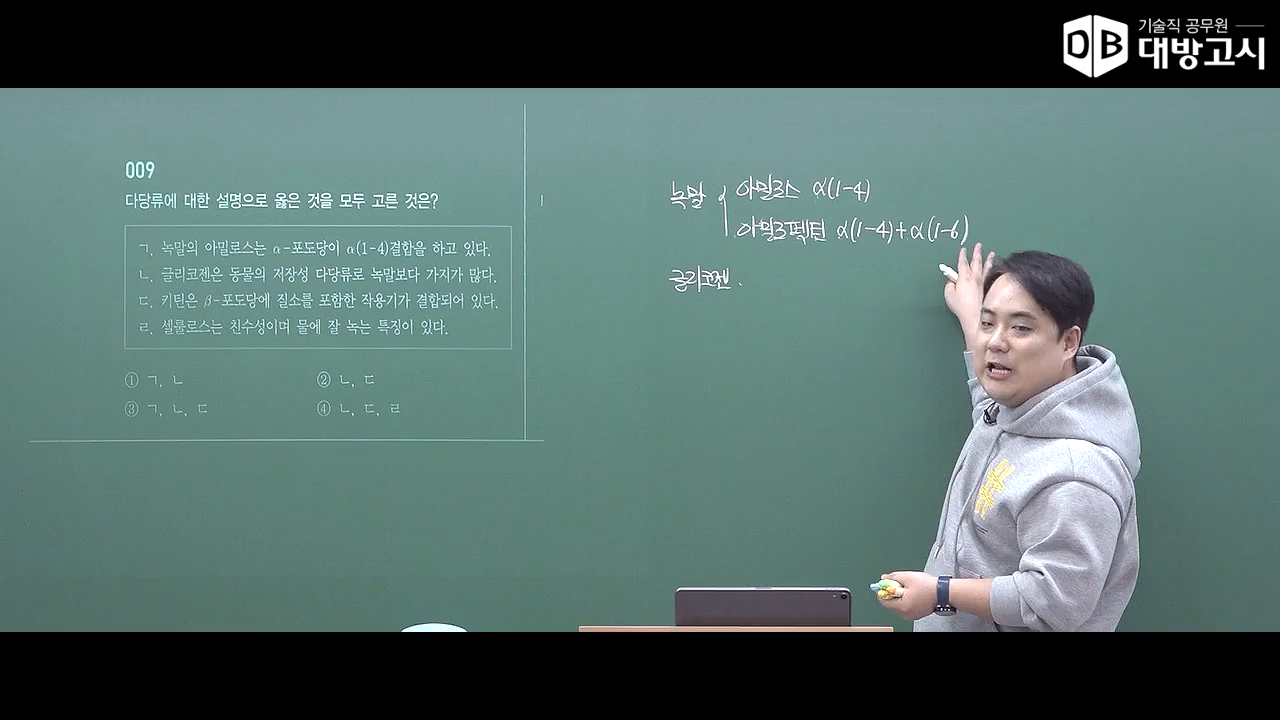 기술직 공무원
대방고시
DB
009
다당류에 대한 설명으로 옳은 것을 모두 고른 것은?
ㄱ. 녹말의 아밀로스는 α-포도당이 α(1-4)결합을 하고 있다.
ㄴ. 글리코젠은 동물의 저장성 다당류로 녹말보다 가지가 많다.
ㄷ. 키틴은 β-포도당에 질소를 포함한 작용기가 결합되어 있다.
ㄹ. 셀룰로스는 친수성이며 물에 잘 녹는 특징이 있다.
① ㄱ, ㄴ ② ㄴ, ㄷ
③ ㄱ, ㄴ, ㄷ ④ ㄴ, ㄷ, ㄹ
녹말 아밀로스 α(1-4)
아밀로펙틴 α(1-4)+α(1-6)
글리코젠.